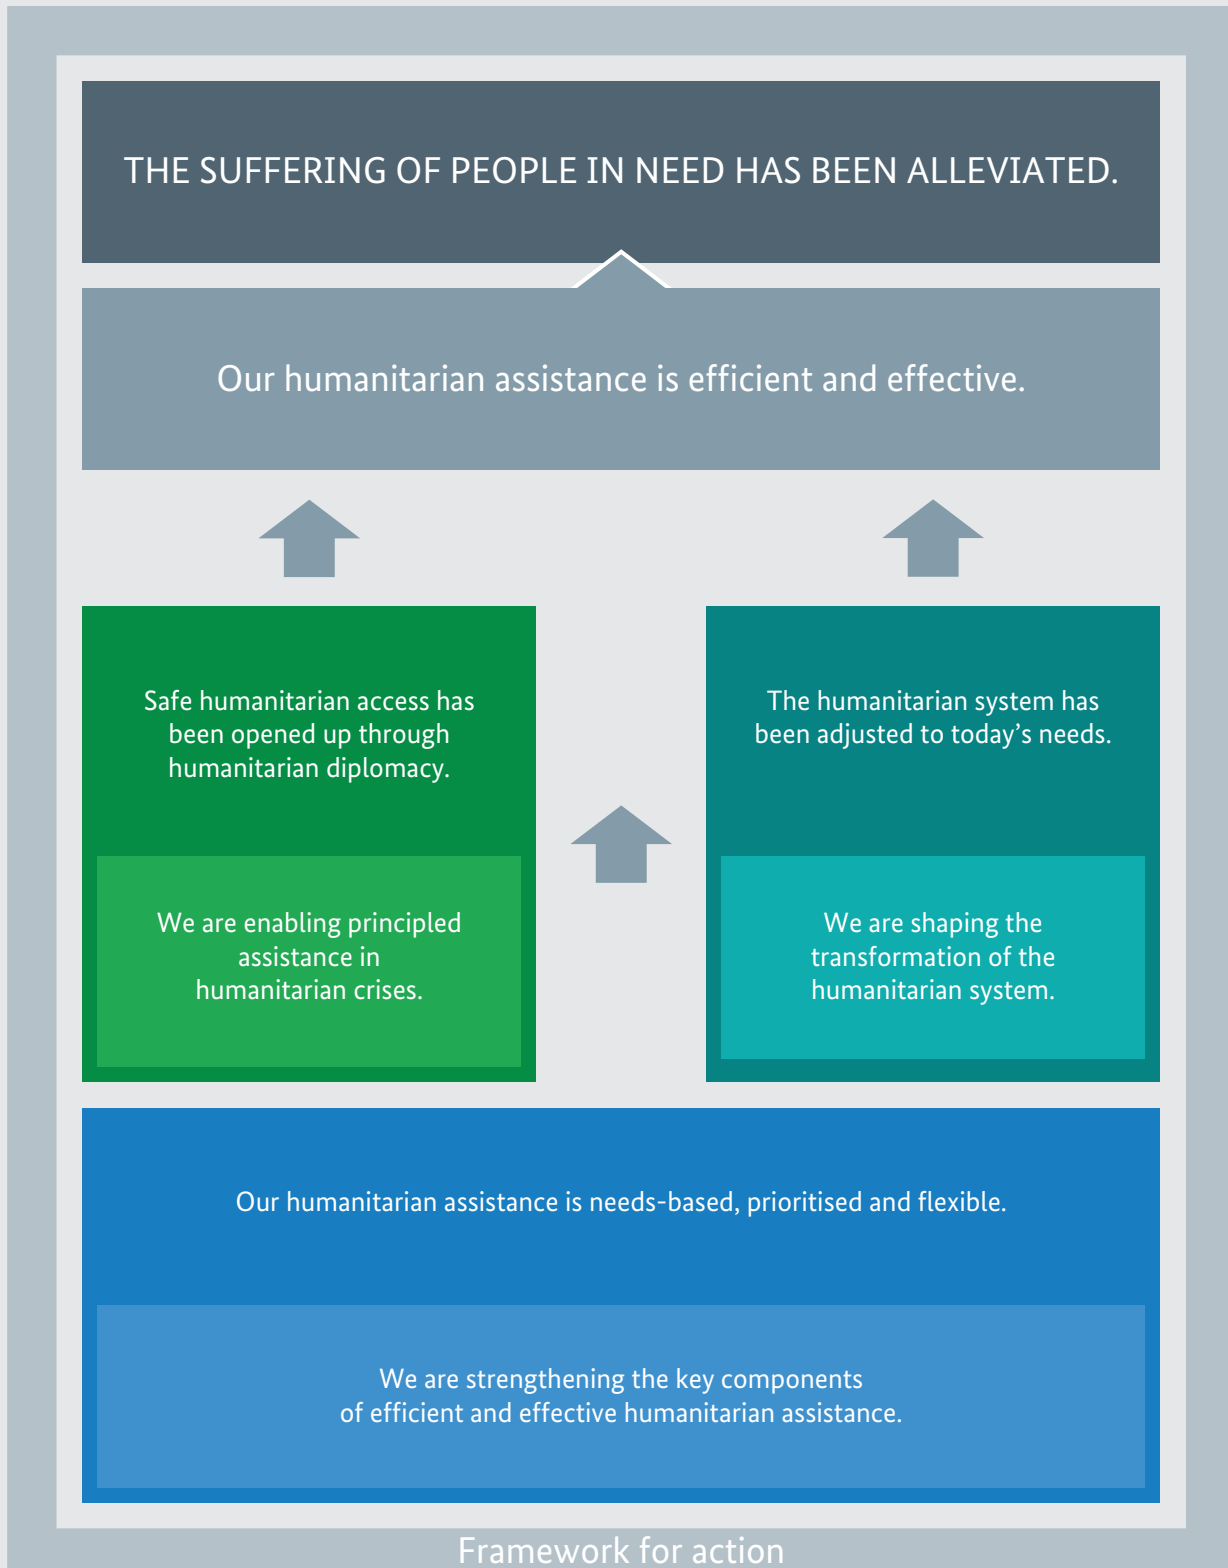 THE SUFFERING OF PEOPLE IN NEED HAS BEEN ALLEVIATED.
Our humanitarian assistance is efficient and effective.
Safe humanitarian access has
been opened up through
humanitarian diplomacy.
We are enabling principled
assistance in
humanitarian crises.
The humanitarian system has
been adjusted to today’s needs.
We are shaping the
transformation of the
humanitarian system.
Our humanitarian assistance is needs-based, prioritised and flexible.
We are strengthening the key components
of efficient and effective humanitarian assistance.
Framework for action